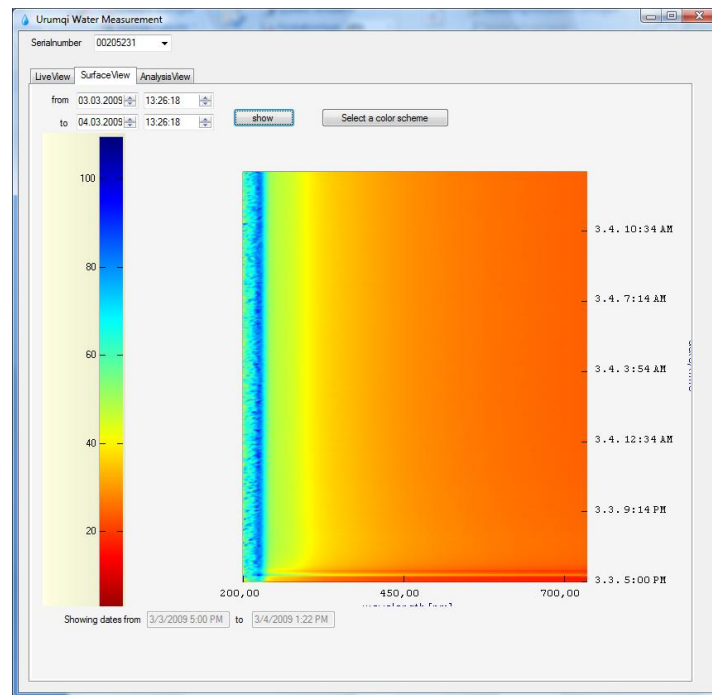 Urumqi Water Measurement
Serialnumber 00205231
LiveView SurfaceView AnalysisView
from 03.03.2009 13:26:18
to 04.03.2009 13:26:18
show Select a color scheme
100
80
60
40
20
3.4. 10:34 AM
3.4. 7:14 AM
3.4. 3:54 AM
3.4. 12:34 AM
3.3. 9:14 PM
3.3. 5:00 PM
200,00 450,00 700,00
wavelength [nm]
Showing dates from 3/3/2009 5:00 PM to 3/4/2009 1:22 PM